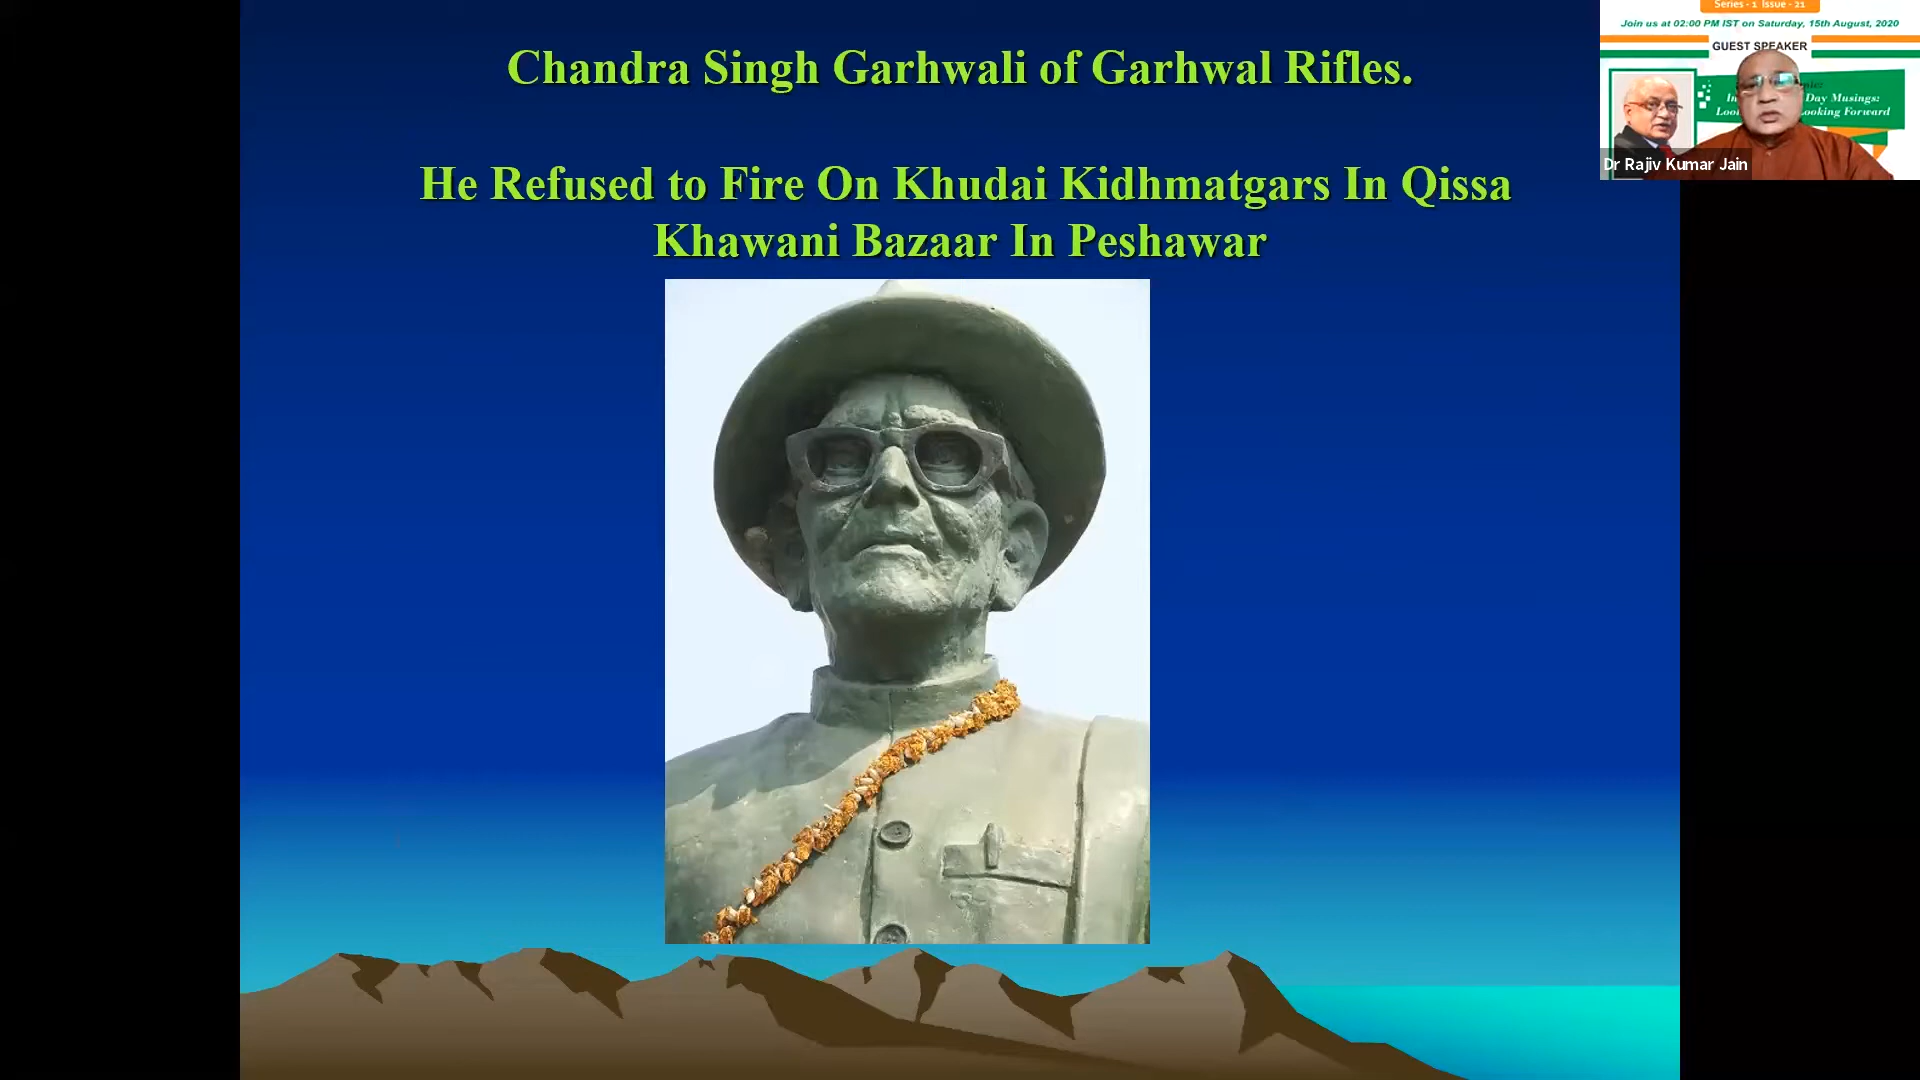 Chandra Singh Garhwali of Garhwal Rifles.
He Refused to Fire On Khudai Kidhmatgars In Qissa
Khawani Bazaar In Peshawar
Series - 1 Issue - 21
Join us at 02:00 PM IST on Saturday, 15th August, 2020
GUEST SPEAKER
Day Musings:
Looking Forward
Dr Rajiv Kumar Jain